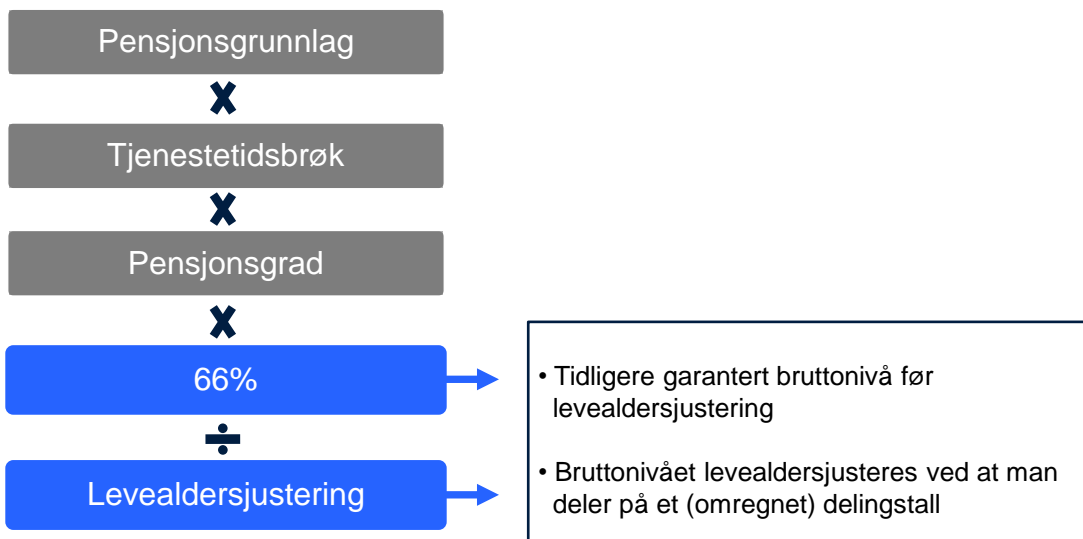 Pensjonsgrunnlag
×
Tjenestetidsbrøk
×
Pensjonsgrad
×
66%
÷
Levealdersjustering
• Tidligere garantert bruttonivå før
levealdersjustering
• Bruttonivået levealdersjusteres ved at man
deler på et (omregnet) delingstall